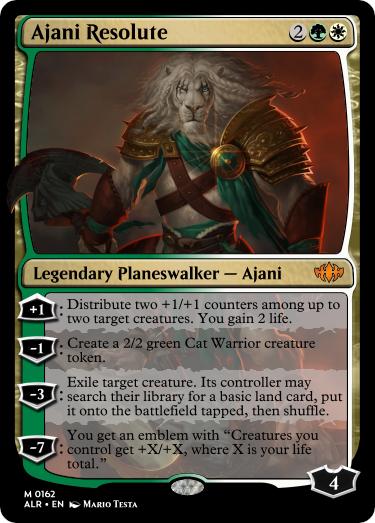 Ajani Resolute 2
Legendary Planeswalker — Ajani
+1: Distribute two +1/+1 counters among up to
two target creatures. You gain 2 life.
-1: Create a 2/2 green Cat Warrior creature
token.
-3: Exile target creature. Its controller may
search their library for a basic land card, put
it onto the battlefield tapped, then shuffle.
-7: You get an emblem with “Creatures you
control get +X/+X, where X is your life
total.”
4
M 0162
ALR • EN Mario Testa